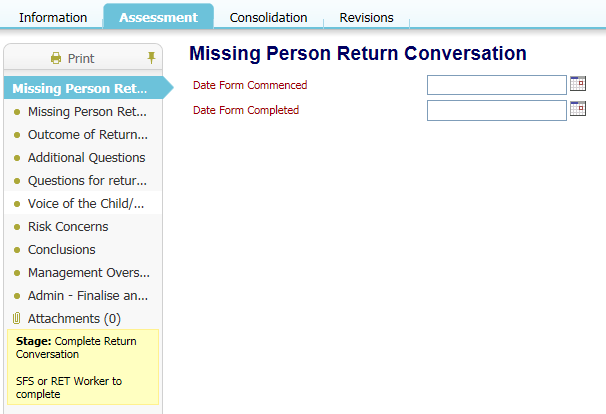 Information Assessment Consolidation Revisions
Print
Missing Person Return Conversation
Date Form Commenced
Date Form Completed
Missing Person Ret...
Missing Person Ret...
Outcome of Return...
Additional Questions
Questions for retur...
Voice of the Child/...
Risk Concerns
Conclusions
Management Overs...
Admin - Finalise an...
Attachments (0)
Stage: Complete Return
Conversation
SFS or RET Worker to
complete